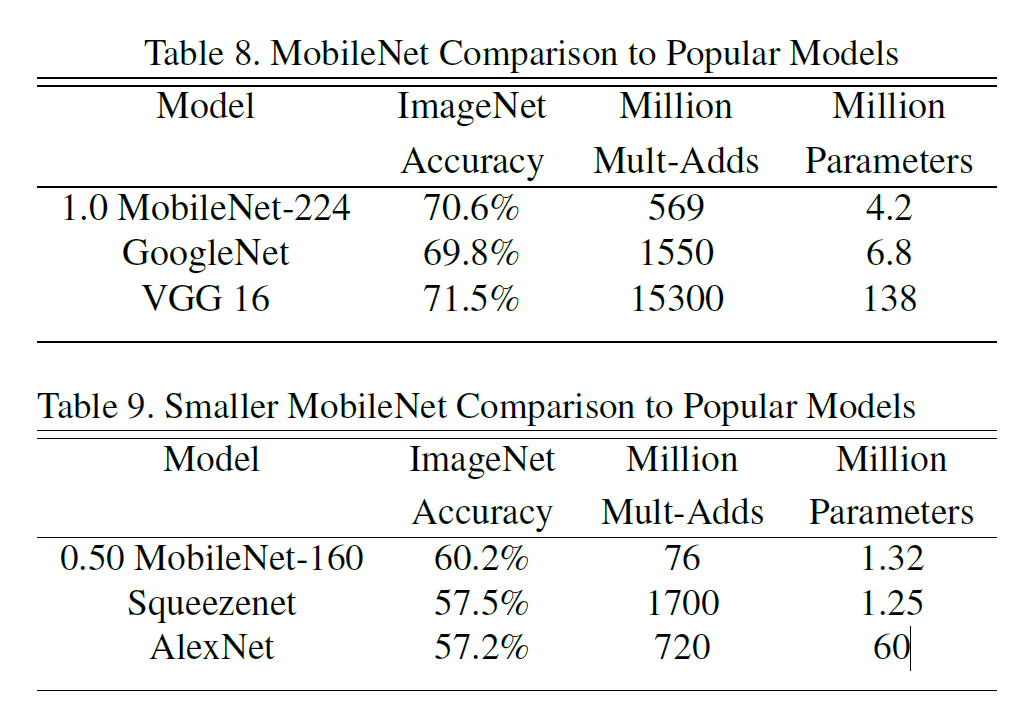 Table 8. MobileNet Comparison to Popular Models
Model ImageNet Million Million
Accuracy Mult-Adds Parameters
1.0 MobileNet-224 70.6% 569 4.2
GoogleNet 69.8% 1550 6.8
VGG 16 71.5% 15300 138
Table 9. Smaller MobileNet Comparison to Popular Models
Model ImageNet Million Million
Accuracy Mult-Adds Parameters
0.50 MobileNet-160 60.2% 76 1.32
Squeezenet 57.5% 1700 1.25
AlexNet 57.2% 720 60